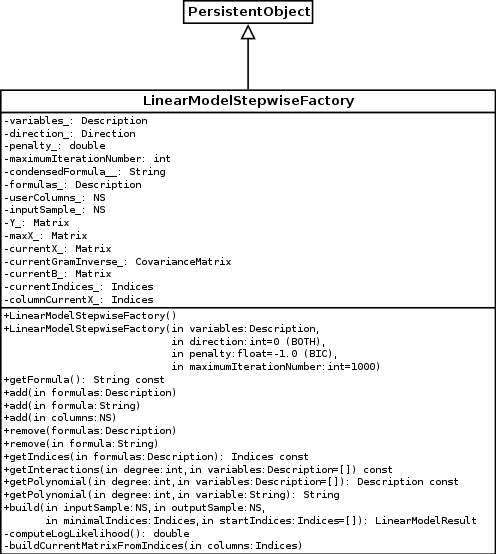 PersistentObject
LinearModelStepwiseFactory
-variables_: Description
-direction_: Direction
-penalty_: double
-maximumIterationNumber: int
-condensedFormula__: String
-formulas_: Description
-userColumns_: NS
-inputSample_: NS
-Y_: Matrix
-maxX_: Matrix
-currentX_: Matrix
-currentGramInverse_: CovarianceMatrix
-currentB_: Matrix
-currentIndices_: Indices
-columnCurrentX_: Indices
+LinearModelStepwiseFactory()
+LinearModelStepwiseFactory(in variables:Description,
in direction:int=0 (BOTH),
in penalty:float=-1.0 (BIC),
in maximumIterationNumber:int=1000)
+getFormula(): String const
+add(in formulas:Description)
+add(in formula:String)
+add(in columns:NS)
+remove(formulas:Description)
+remove(in formula:String)
+getIndices(in formulas:Description): Indices const
+getInteractions(in degree:int,in variables:Description=[]) const
+getPolynomial(in degree:int,in variables:Description=[]): Description const
+getPolynomial(in degree:int,in variable:String): String
+build(in inputSample:NS,in outputSample:NS,
in minimalIndices:Indices,in startIndices:Indices=[]): LinearModelResult
-computeLogLikelihood(): double
-buildCurrentMatrixFromIndices(in columns:Indices)